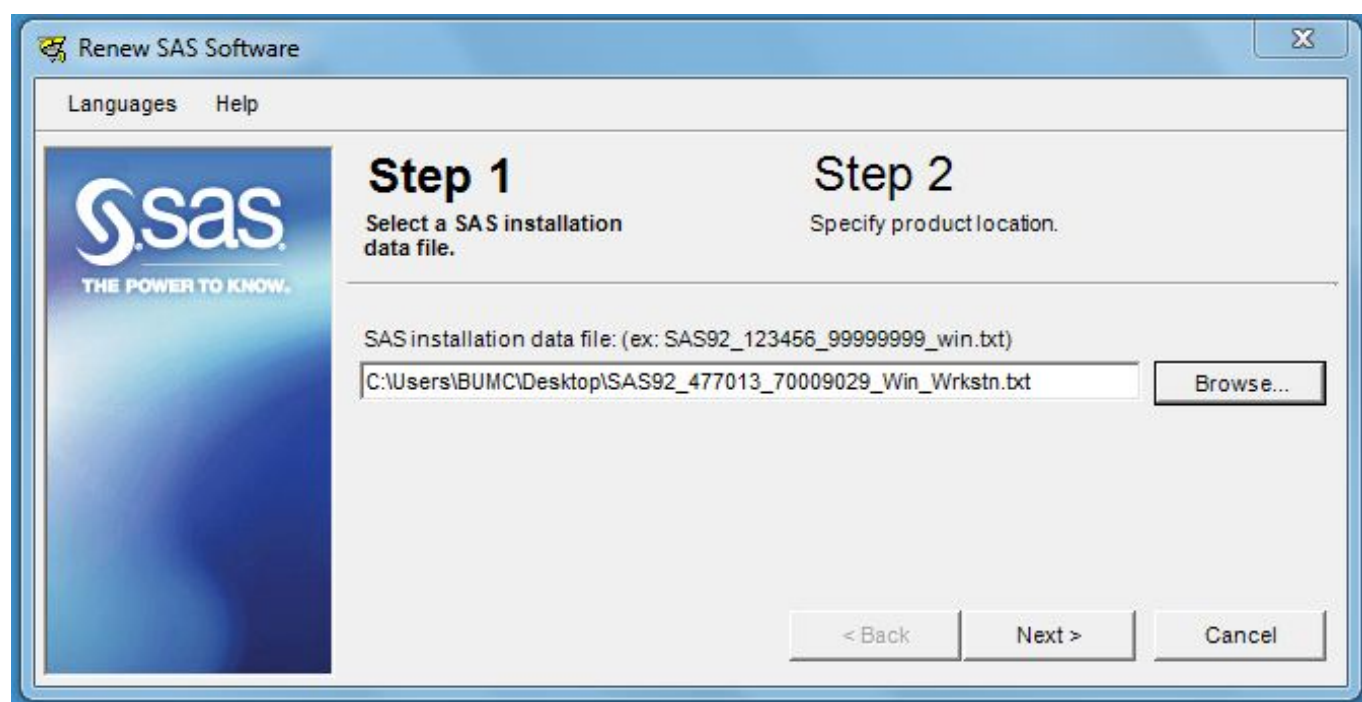 Renew SAS Software
Languages Help
sas
THE POWER TO KNOW.
Step 1
Select a SAS installation
data file.
Step 2
Specify product location.
SAS installation data file: (ex: SAS92_123456_99999999_win.txt)
C:\Users\BUMC\Desktop\SAS92_477013_70009029_Win_Wrkstn.txt
Browse...
< Back
Next >
Cancel